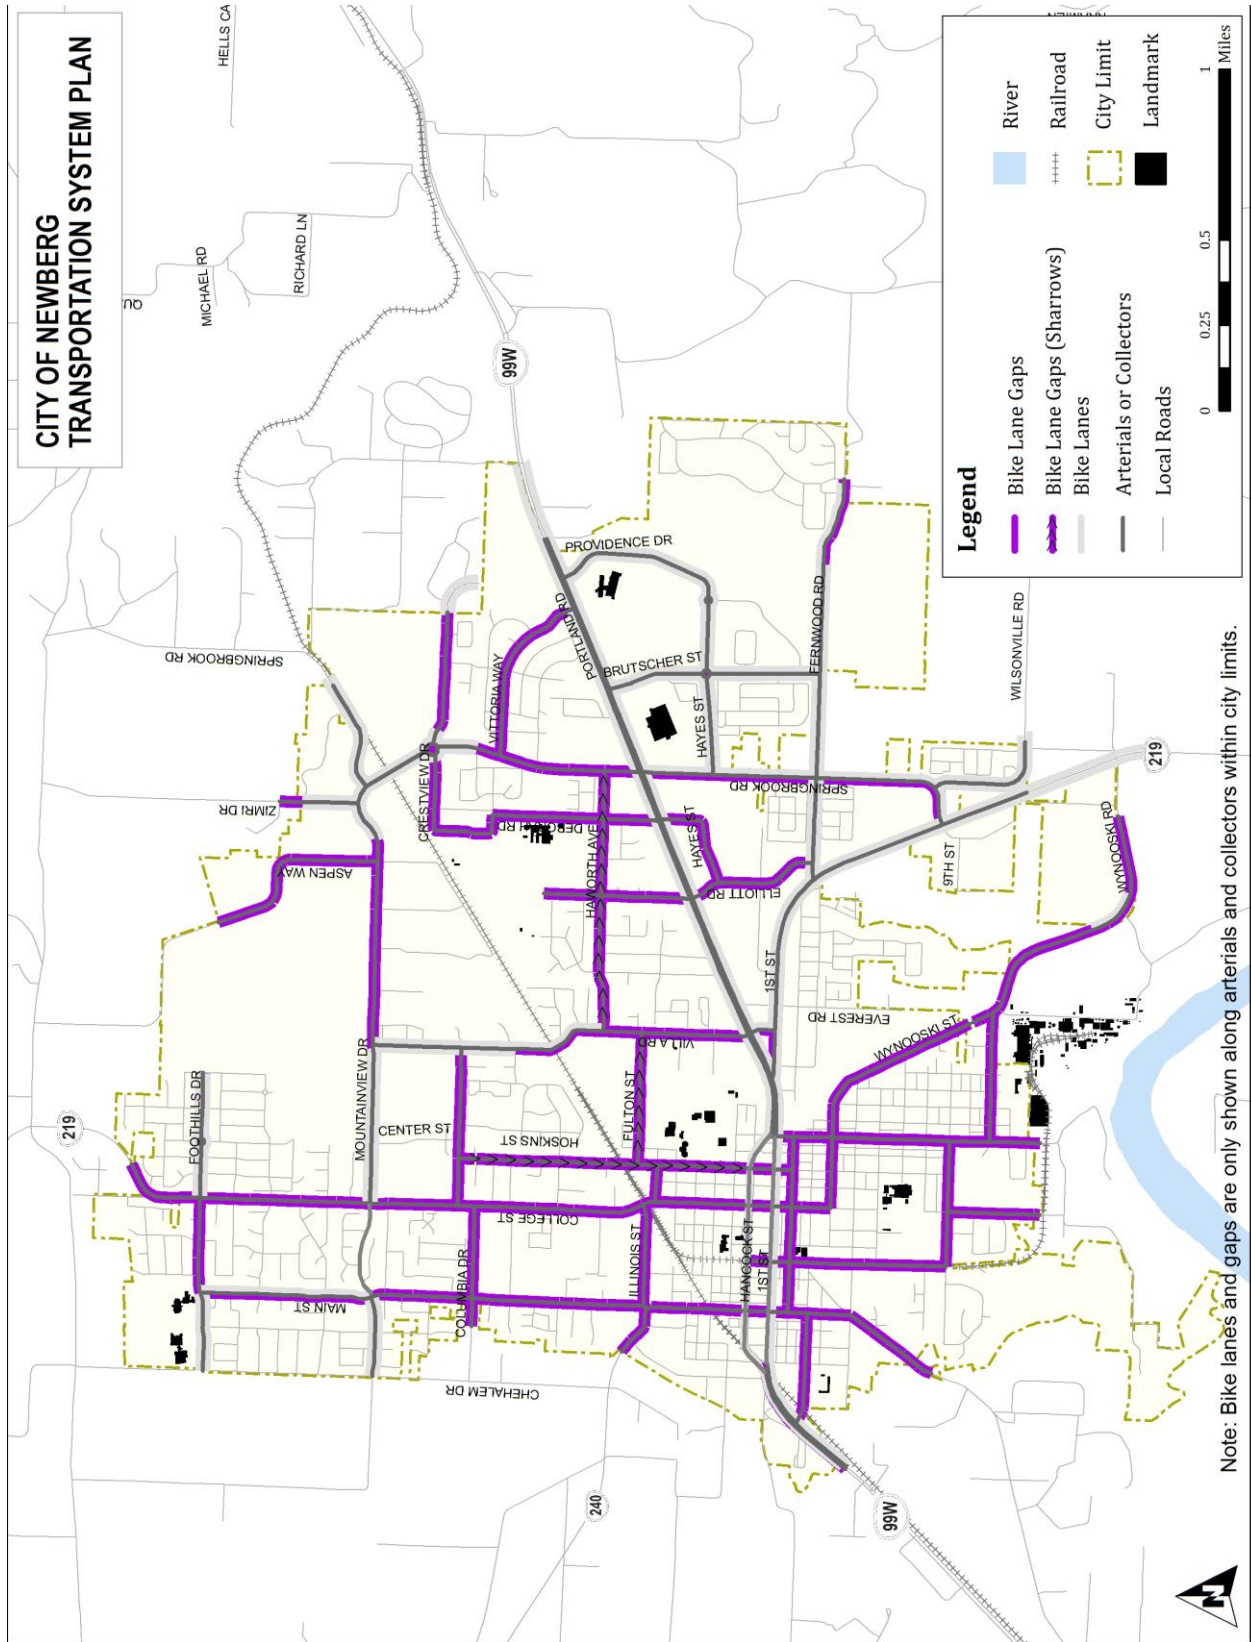 CITY OF NEWBERG
TRANSPORTATION SYSTEM PLAN
HELLS CA
MICHAEL RD
RICHARD LN
99W
SPRINGBROOK RD
ZIMRI DR
ASPEN WAY
CRESTVIEW DR
VITTORIA WAY
PORTLAND RD
PROVIDENCE DR
BRUTSCHER ST
HAYES ST
FERNWOOD RD
WILSONVILLE RD
SPRINGBROOK RD
DEBORAH RD
HAWORTH AVE
HAYES ST
ELLIOTT RD
9TH ST
219
WYNOOSKI RD
219
FOOTHILLS DR
MOUNTAINVIEW DR
CENTER ST
HOSKINS ST
FULTON ST
VILLA RD
1ST ST
EVEREST RD
WYNOOSKI ST
COLLEGE ST
MAIN ST
COLUMBIA DR
ILLINOIS ST
HANCOCK ST
1ST ST
CHEHALEM DR
240
99W
N
Legend
Bike Lane Gaps
Bike Lane Gaps (Sharrows)
Bike Lanes
Arterials or Collectors
Local Roads
River
Railroad
City Limit
Landmark
0 0.25 0.5 1
Miles
Note: Bike lanes and gaps are only shown along arterials and collectors within city limits.